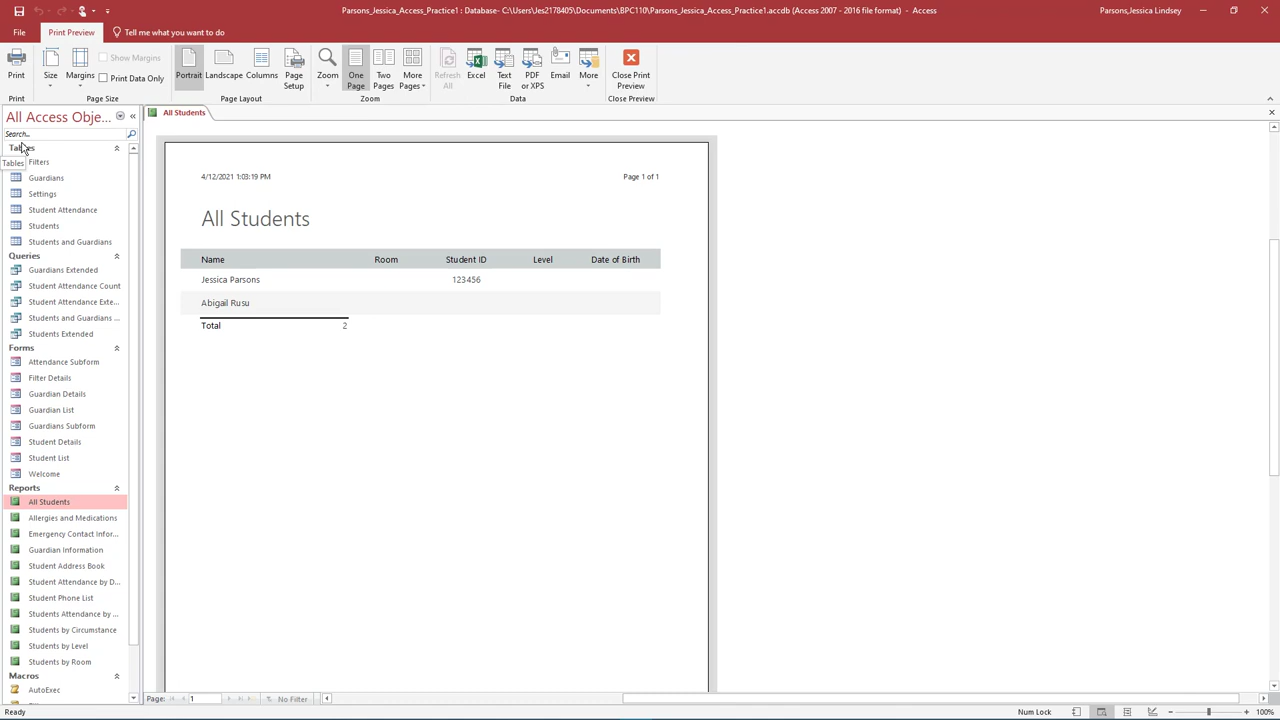 Parsons_Jessica_Access_Practice1 : Database- C:\Users\Jes2178405\Documents\BPC110\Parsons_Jessica_Access_Practice1.accdb (Access 2007 - 2016 file format) - Access
Parsons,Jessica Lindsey
File Print Preview Tell me what you want to do
Print Size Margins Show Margins Print Data Only Portrait Landscape Columns Page Setup Zoom One Page Two Pages More Pages Refresh All Excel Text File PDF or XPS Email More Close Print Preview
Print Page Size Page Layout Zoom Data Close Preview
All Access Obje...
Search...
Tables
Tables
Filters
Guardians
Settings
Student Attendance
Students
Students and Guardians
Queries
Guardians Extended
Student Attendance Count
Student Attendance Exte...
Students and Guardians ...
Students Extended
Forms
Attendance Subform
Filter Details
Guardian Details
Guardian List
Guardians Subform
Student Details
Student List
Welcome
Reports
All Students
Allergies and Medications
Emergency Contact Infor...
Guardian Information
Student Address Book
Student Attendance by D...
Student Phone List
Students Attendance by ...
Students by Circumstance
Students by Level
Students by Room
Macros
AutoExec
All Students
4/12/2021 1:03:19 PM Page 1 of 1
All Students
Name Room Student ID Level Date of Birth
Jessica Parsons 123456
Abigail Rusu
Total 2
Page: 1 No Filter
Ready Num Lock 100%